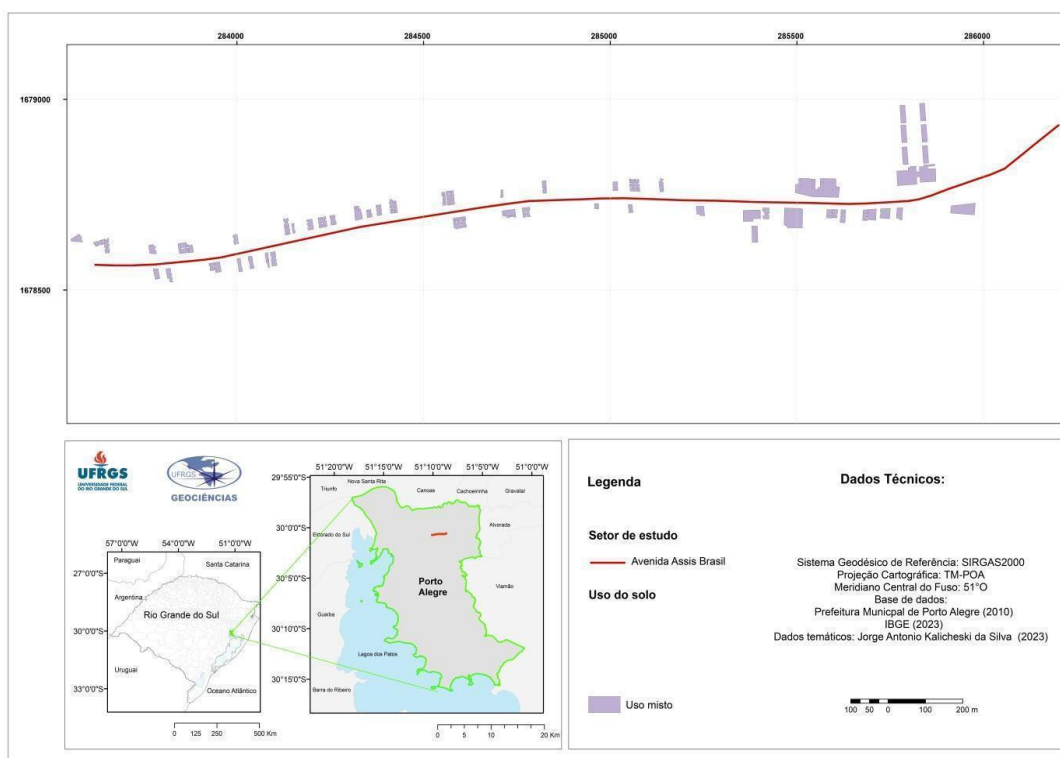 284000 284500 285000 285500 286000
1679000
1678500
UFRGS
UNIVERSIDADE FEDERAL
DO RIO GRANDE DO SUL
UFRGS
GEOCIÊNCIAS
57°0'0"W 54°0'0"W 51°0'0"W
Paraguai
Santa Catarina
27°0'0"S
Argentina
Rio Grande do Sul
30°0'0"S
Uruguai
33°0'0"S
Oceano Atlântico
0 125 250 500 Km
51°20'0"W 51°15'0"W 51°10'0"W 51°5'0"W 51°0'0"W
29°55'0"S
Triunfo
Nova Santa Rita
Canoas
Cachoeirinha
Gravataí
Alvorada
30°0'0"S
Eldorado do Sul
30°5'0"S
Porto
Alegre
Viamão
Guaíba
30°10'0"S
Lagoa dos Patos
30°15'0"S
Barra do Ribeiro
0 5 10 20 Km
Legenda
Setor de estudo
Avenida Assis Brasil
Uso do solo
Uso misto
Dados Técnicos:
Sistema Geodésico de Referência: SIRGAS2000
Projeção Cartográfica: TM-POA
Meridiano Central do Fuso: 51°O
Base de dados:
Prefeitura Municpal de Porto Alegre (2010)
IBGE (2023)
Dados temáticos: Jorge Antonio Kalicheski da Silva (2023)
100 50 0 100 200 m